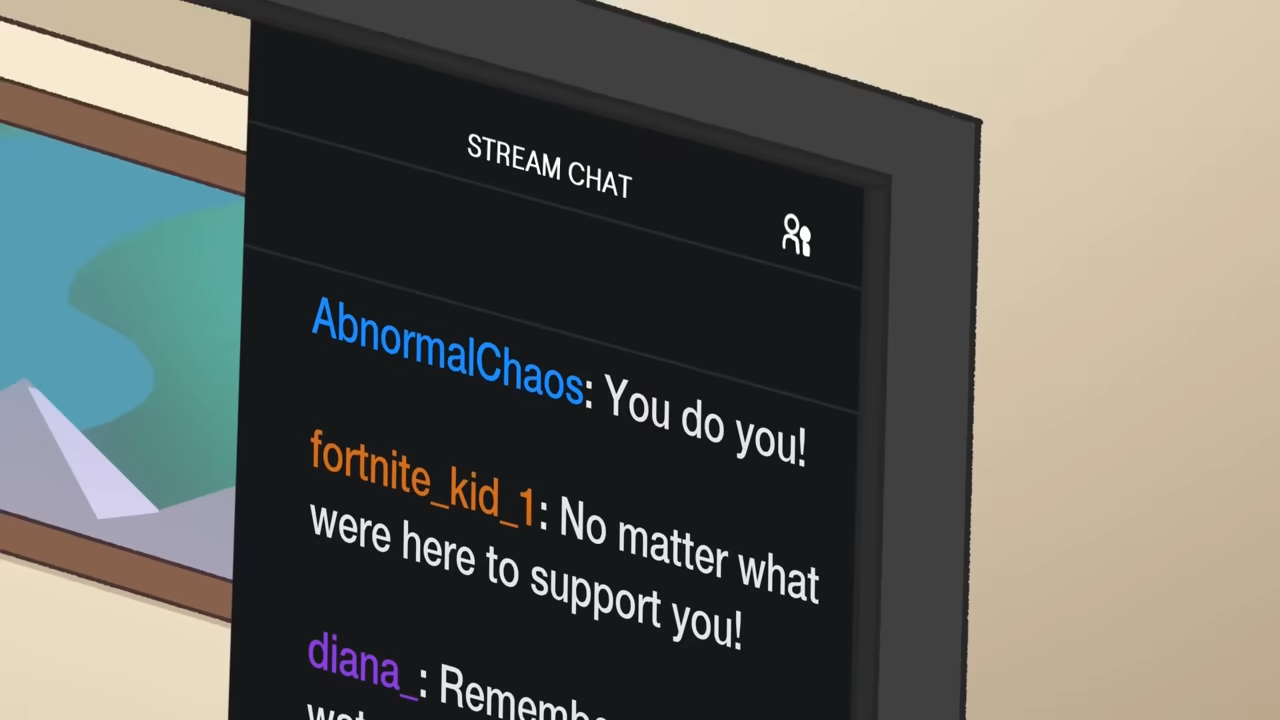 STREAM CHAT
AbnormalChaos: You do you!
fortnite_kid_1: No matter what
were here to support you!
diana_: